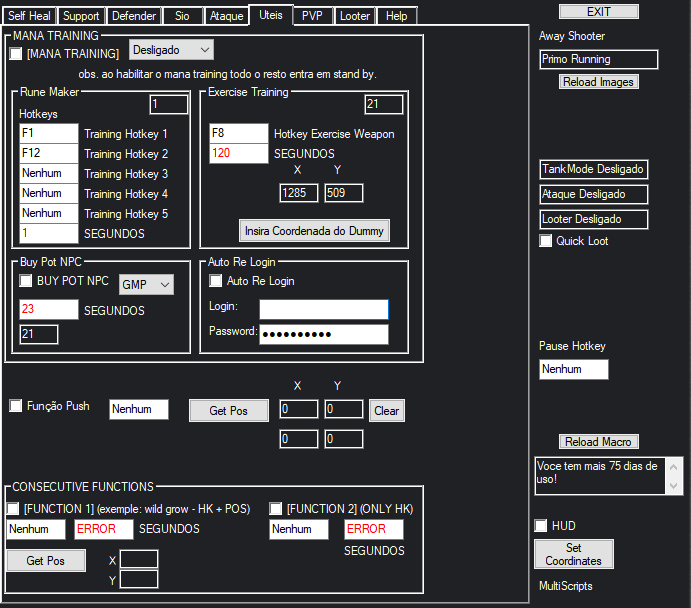 Self Heal Support Defender Sio Ataque Uteis PVP Looter Help
MANA TRAINING
[MANA TRAINING] Desligado
obs. ao habilitar o mana training todo o resto entra em stand by.
Rune Maker
1
Hotkeys
F1 Training Hotkey 1
F12 Training Hotkey 2
Nenhum Training Hotkey 3
Nenhum Training Hotkey 4
Nenhum Training Hotkey 5
1 SEGUNDOS
Exercise Training
21
F8 Hotkey Exercise Weapon
120 SEGUNDOS
X Y
1285 509
Insira Coordenada do Dummy
Buy Pot NPC
BUY POT NPC GMP
23 SEGUNDOS
21
Auto Re Login
Auto Re Login
Login:
Password: ●●●●●●●●●●
X Y
Função Push Nenhum Get Pos 0 0 Clear
0 0
CONSECUTIVE FUNCTIONS
[FUNCTION 1] (exemple: wild grow - HK + POS)
Nenhum ERROR SEGUNDOS
Get Pos X
Y
[FUNCTION 2] (ONLY HK)
Nenhum ERROR
SEGUNDOS
EXIT
Away Shooter
Primo Running
Reload Images
TankMode Desligado
Ataque Desligado
Looter Desligado
Quick Loot
Pause Hotkey
Nenhum
Reload Macro
Voce tem mais 75 dias de
uso!
HUD
Set
Coordinates
MultiScripts